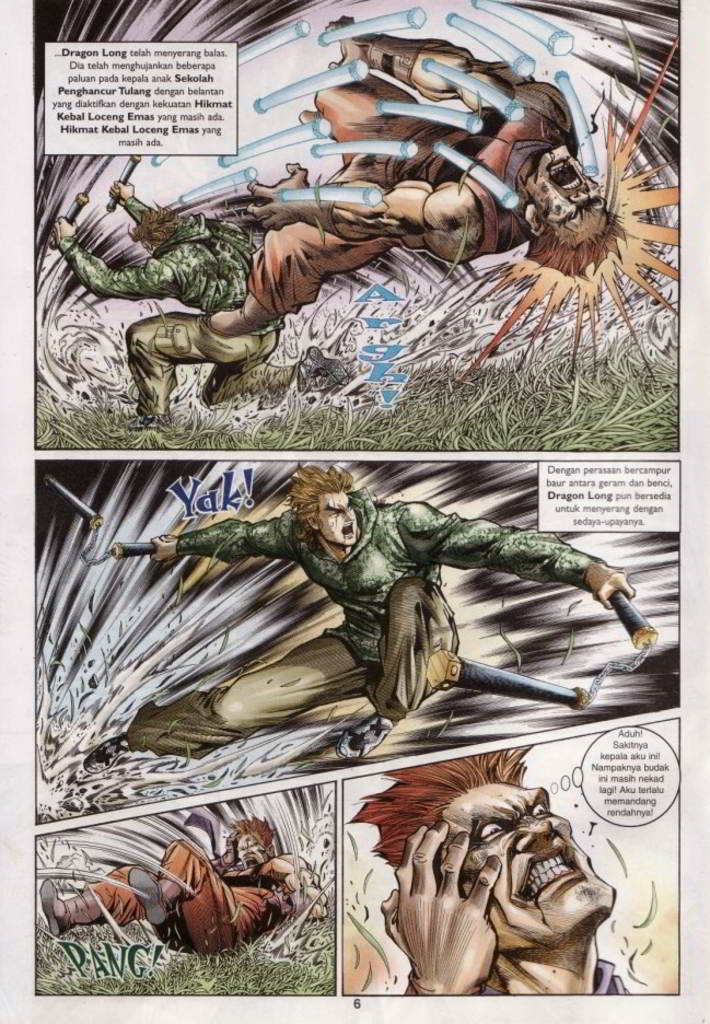 ...Dragon Long telah menyerang balas.
Dia telah menghujankan beberapa
paluan pada kepala anak Sekolah
Penghancur Tulang dengan belantan
yang diaktifkan dengan kekuatan Hikmat
Kebal Loceng Emas yang masih ada.
Hikmat Kebal Loceng Emas yang
masih ada.
Argh!
Yak!
Dengan perasaan bercampur
baur antara geram dan benci,
Dragon Long pun bersedia
untuk menyerang dengan
sedaya-upayanya.
PANG!
Aduh!
Sakitnya
kepala aku ini!
Nampaknya budak
ini masih nekad
lagi! Aku terlalu
memandang
rendahnya!
6